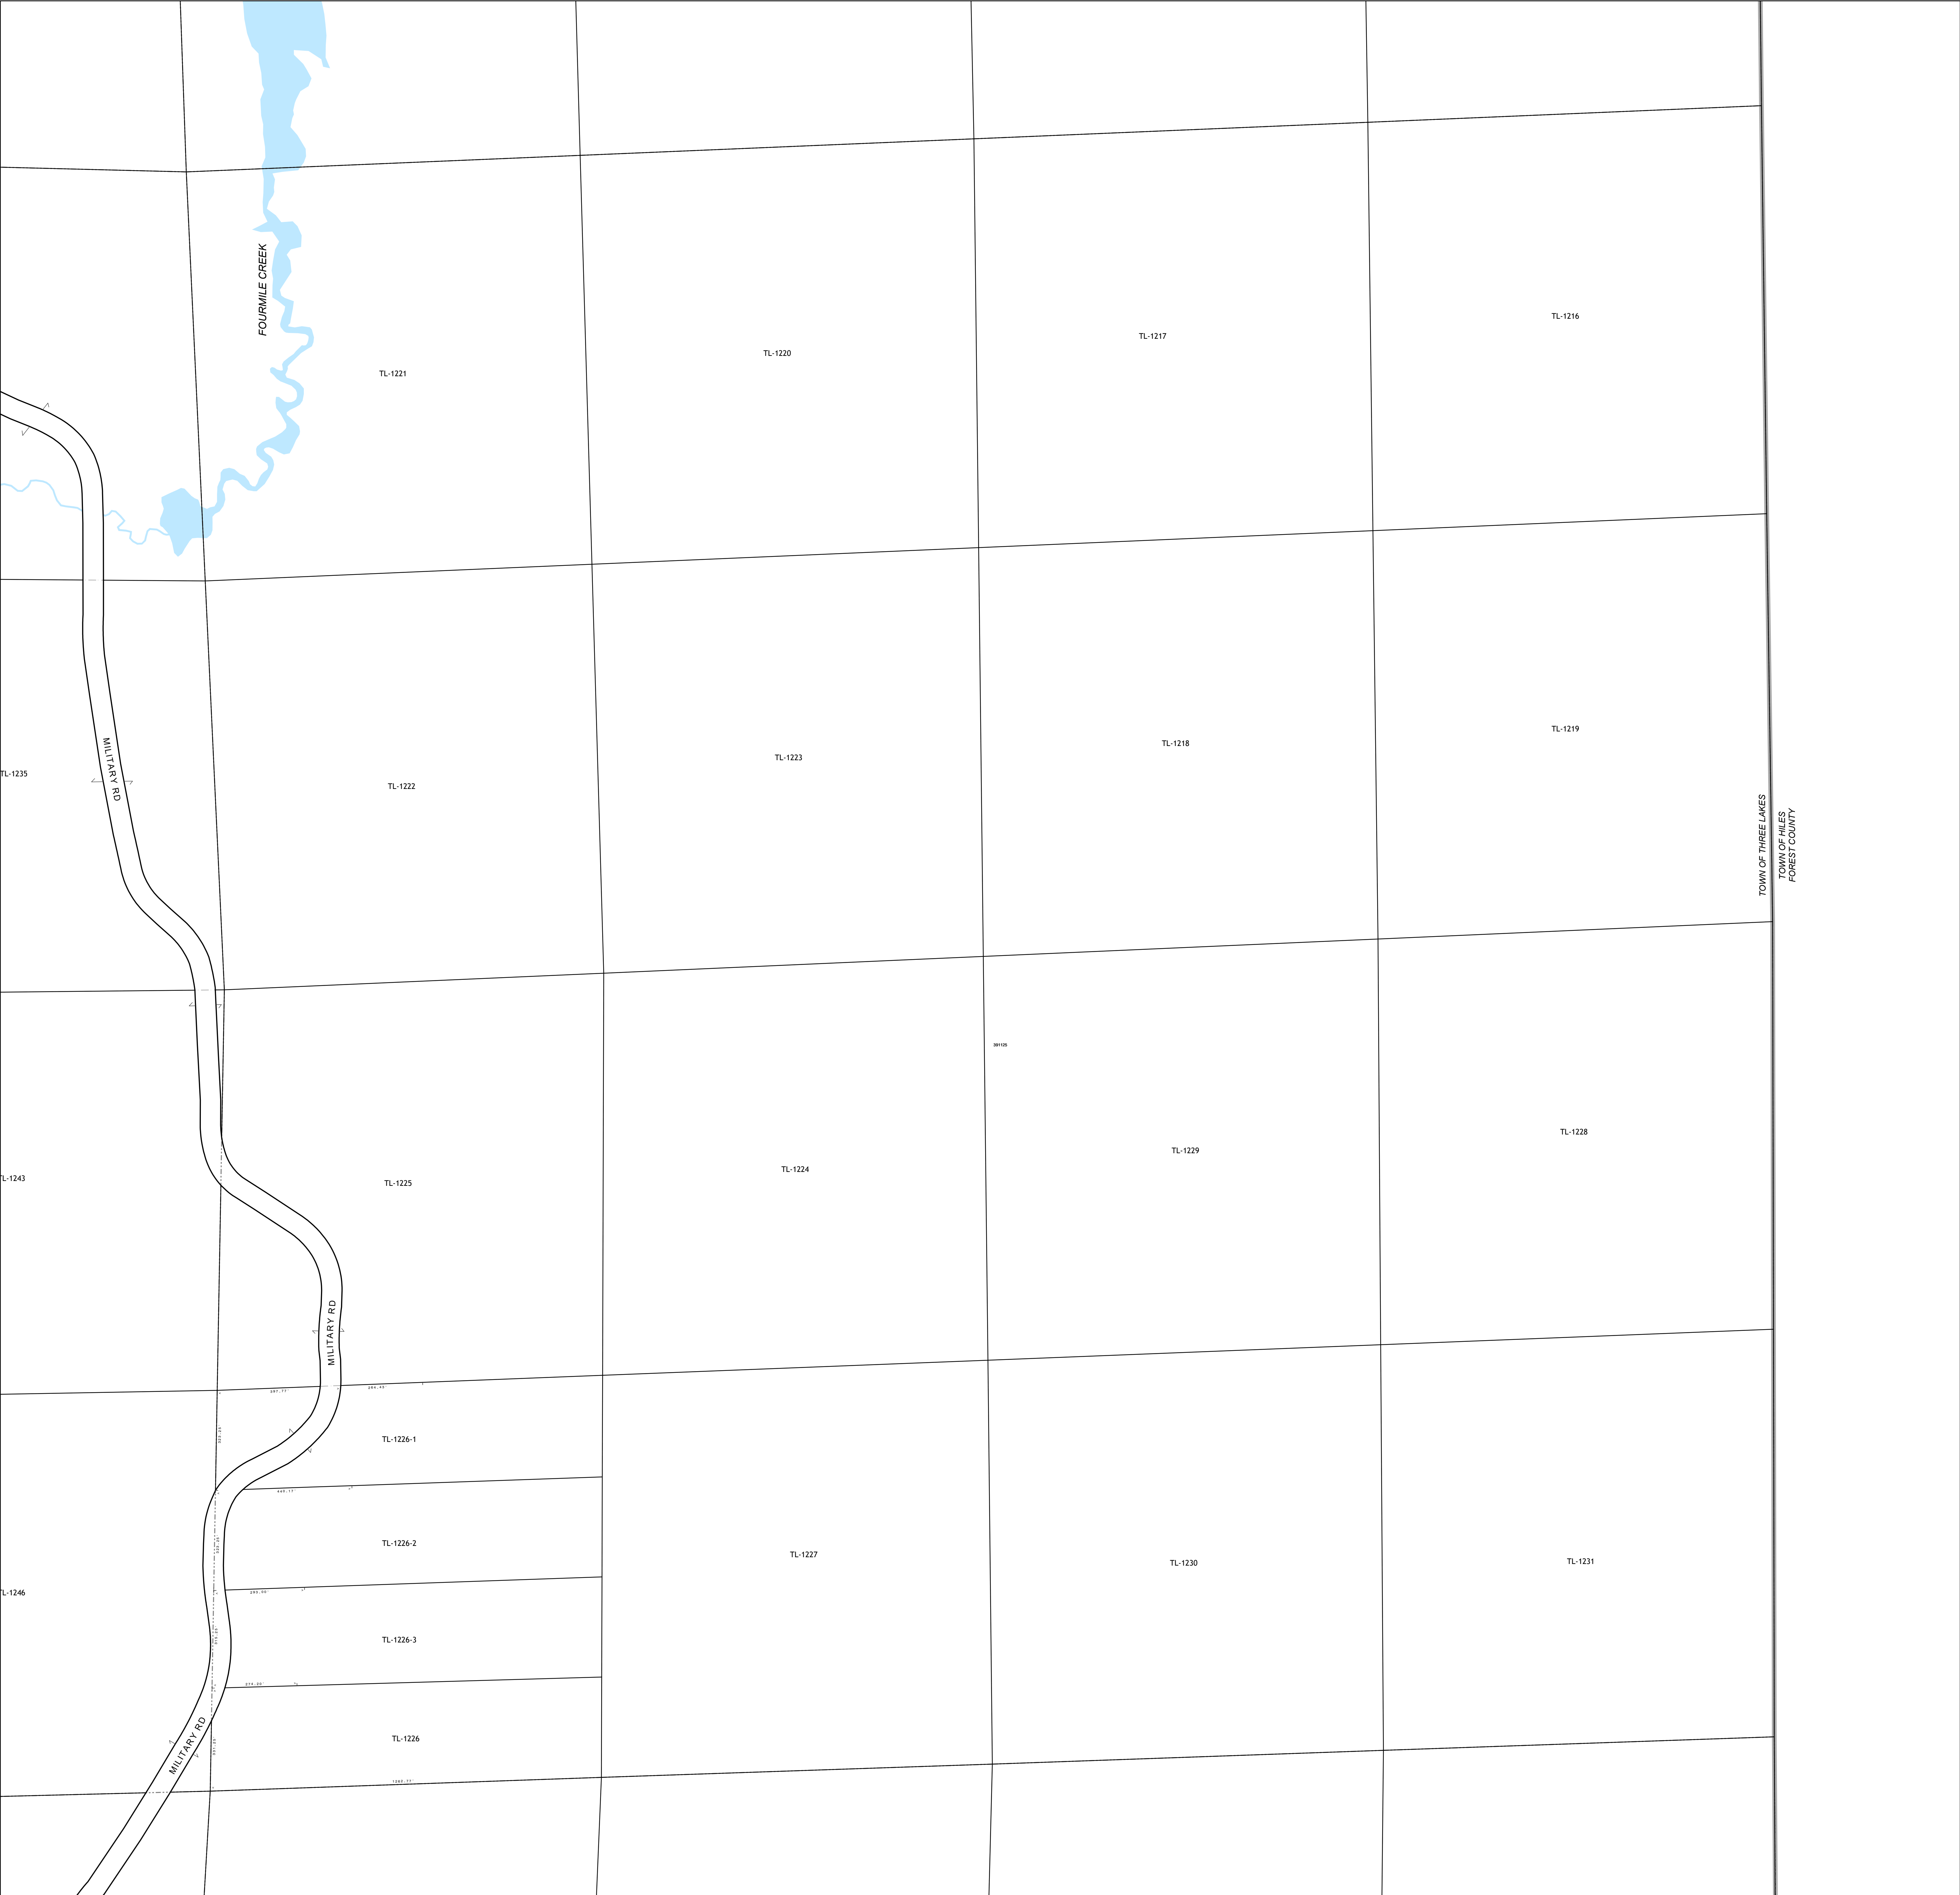 FOURMILE CREEK
TL-1221
TL-1220
TL-1217
TL-1216
TL-1235
MILITARY RD
TL-1222
TL-1223
TL-1218
TL-1219
TOWN OF THREE LAKES
TOWN OF HILES
FOREST COUNTY
391125
TL-1243
TL-1225
TL-1224
TL-1229
TL-1228
MILITARY RD
TL-1226-1
TL-1226-2
TL-1226-3
TL-1226
TL-1246
TL-1227
TL-1230
TL-1231
MILITARY RD